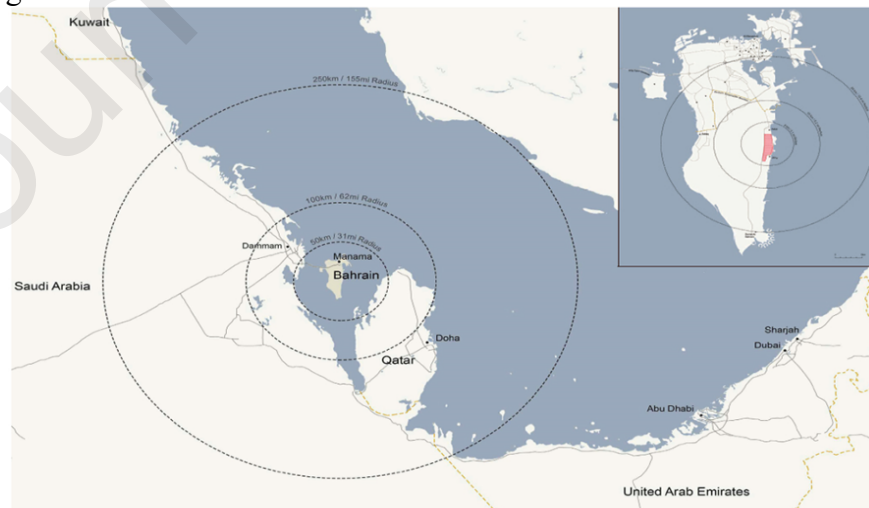 Kuwait
250km / 155mi Radius
100km / 62mi Radius
50km / 31mi Radius
Dammam
Manama
Bahrain
Saudi Arabia
Doha
Qatar
Sharjah
Dubai
Abu Dhabi
United Arab Emirates